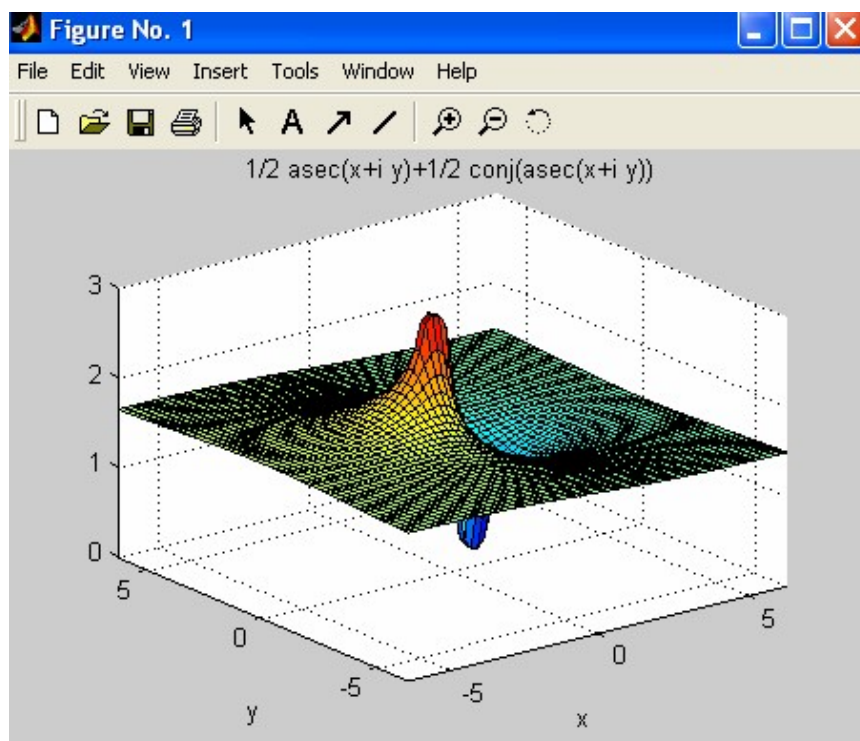 Figure No. 1
File Edit View Insert Tools Window Help
A
1/2 asec(x+i y)+1/2 conj(asec(x+i y))
3
2
1
0
5
0
-5
y
-5
0
5
x